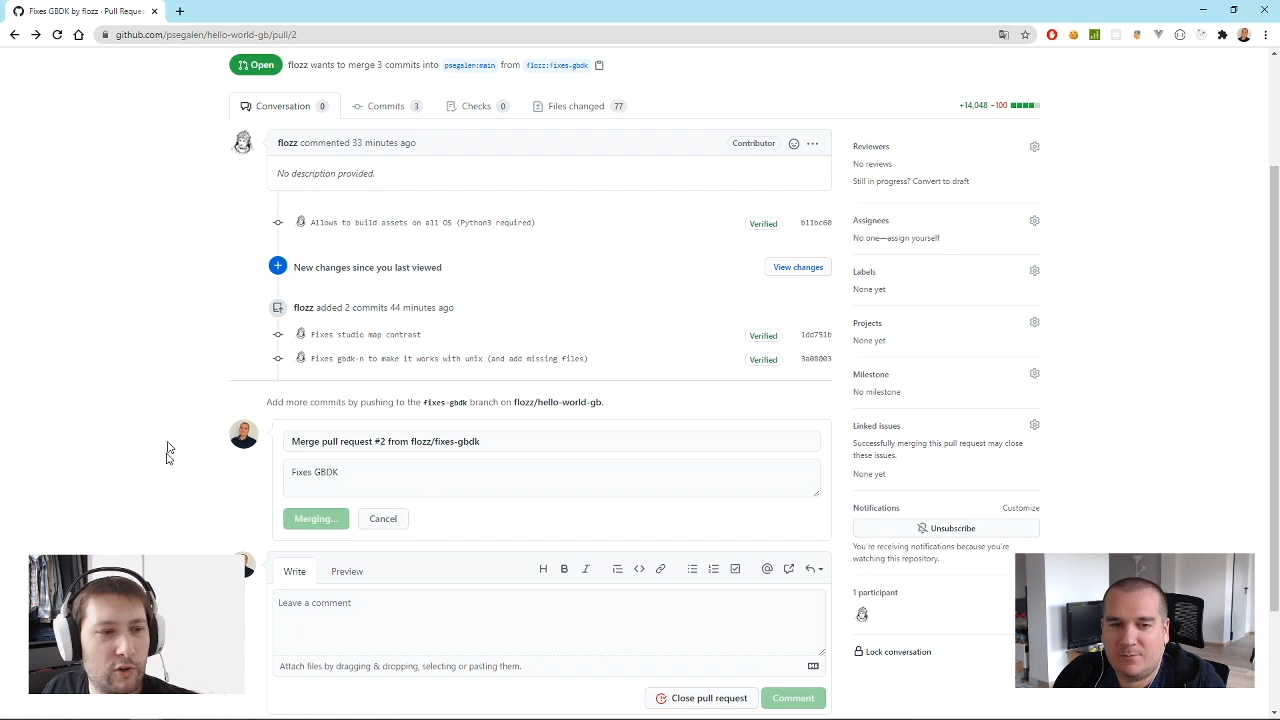 Fixes GBDK by flozz · Pull Reques
github.com/psegalen/hello-world-gb/pull/2
Open flozz wants to merge 3 commits into psegalen:main from flozz:fixes-gbdk
Conversation 0 Commits 3 Checks 0 Files changed 77 +14,048 −100
flozz commented 33 minutes ago Contributor
No description provided.
Allows to build assets on all OS (Python3 required) Verified b11bc60
New changes since you last viewed View changes
flozz added 2 commits 44 minutes ago
Fixes studio map contrast Verified 1dd751b
Fixes gbdk-n to make it works with unix (and add missing files) Verified 3a08003
Add more commits by pushing to the fixes-gbdk branch on flozz/hello-world-gb.
Merge pull request #2 from flozz/fixes-gbdk
Fixes GBDK
Merging... Cancel
Write Preview
H B I
Leave a comment
Attach files by dragging & dropping, selecting or pasting them.
Close pull request Comment
Reviewers
No reviews
Still in progress? Convert to draft
Assignees
No one—assign yourself
Labels
None yet
Projects
None yet
Milestone
No milestone
Linked issues
Successfully merging this pull request may close
these issues.
None yet
Notifications Customize
Unsubscribe
You're receiving notifications because you're
watching this repository.
1 participant
Lock conversation